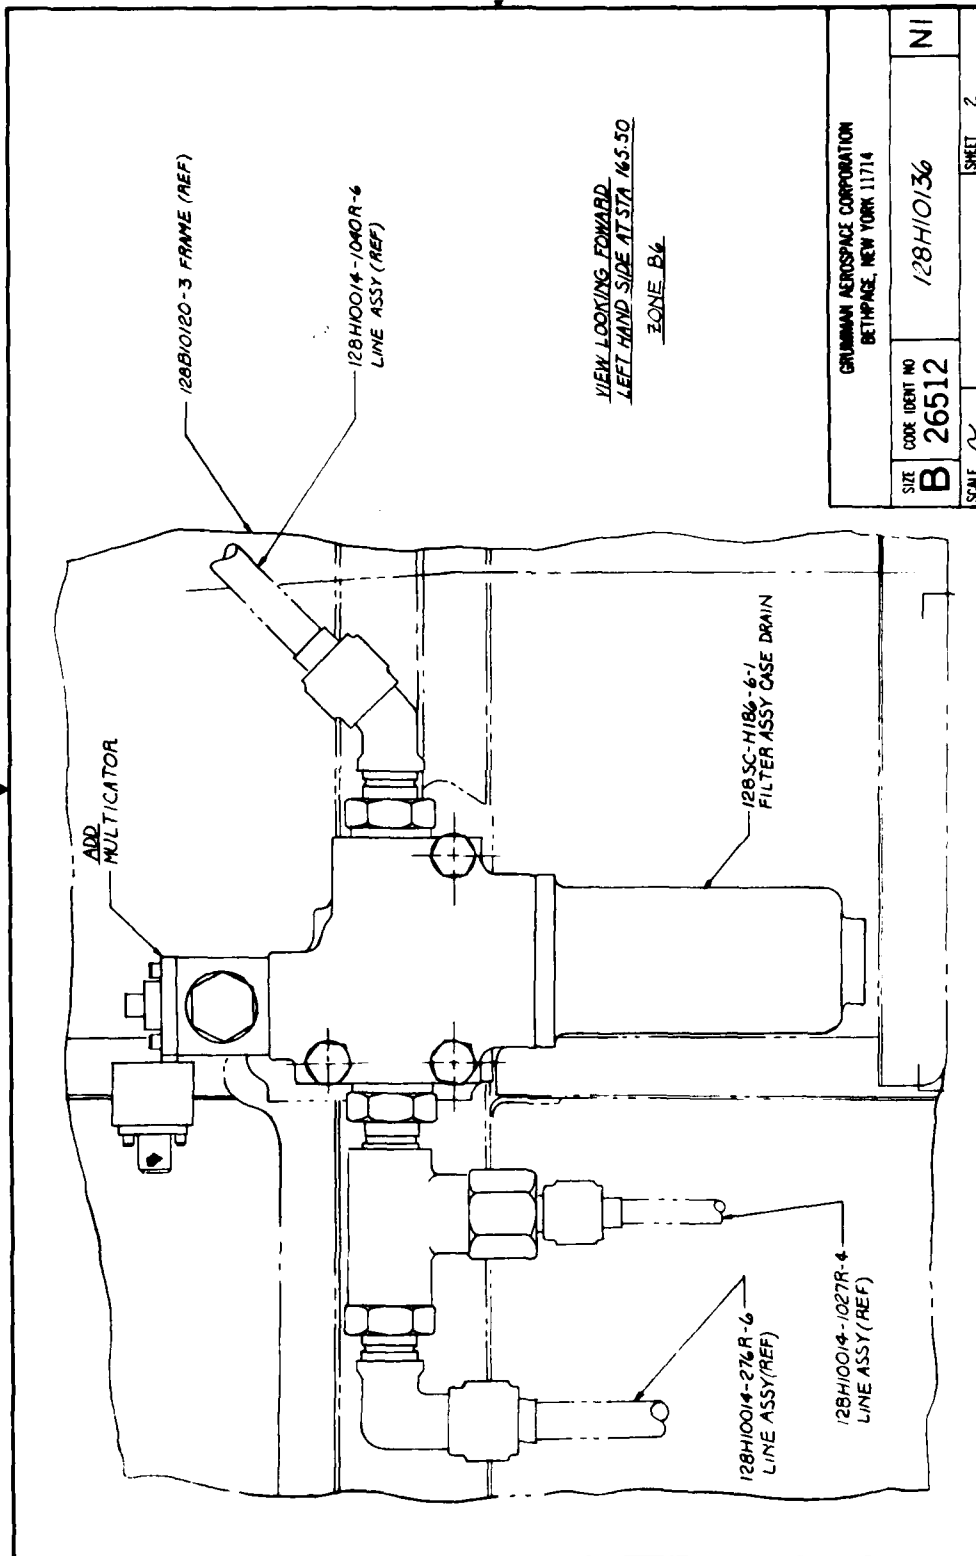 ADD
MULTICATOR
128B10120-3 FRAME (REF)
128H10014-1040R-6
LINE ASSY (REF)
VIEW LOOKING FOWARD
LEFT HAND SIDE AT STA 165.50
ZONE B6
128SC-H186-6-1
FILTER ASSY CASE DRAIN
128H10014-276R-6
LINE ASSY(REF)
128H10014-1027R-4
LINE ASSY (REF)
GRUMMAN AEROSPACE CORPORATION
BETHPAGE, NEW YORK 11714
SIZE
B
CODE IDENT NO
26512
128H10136
N1
SCALE
SHEET 2